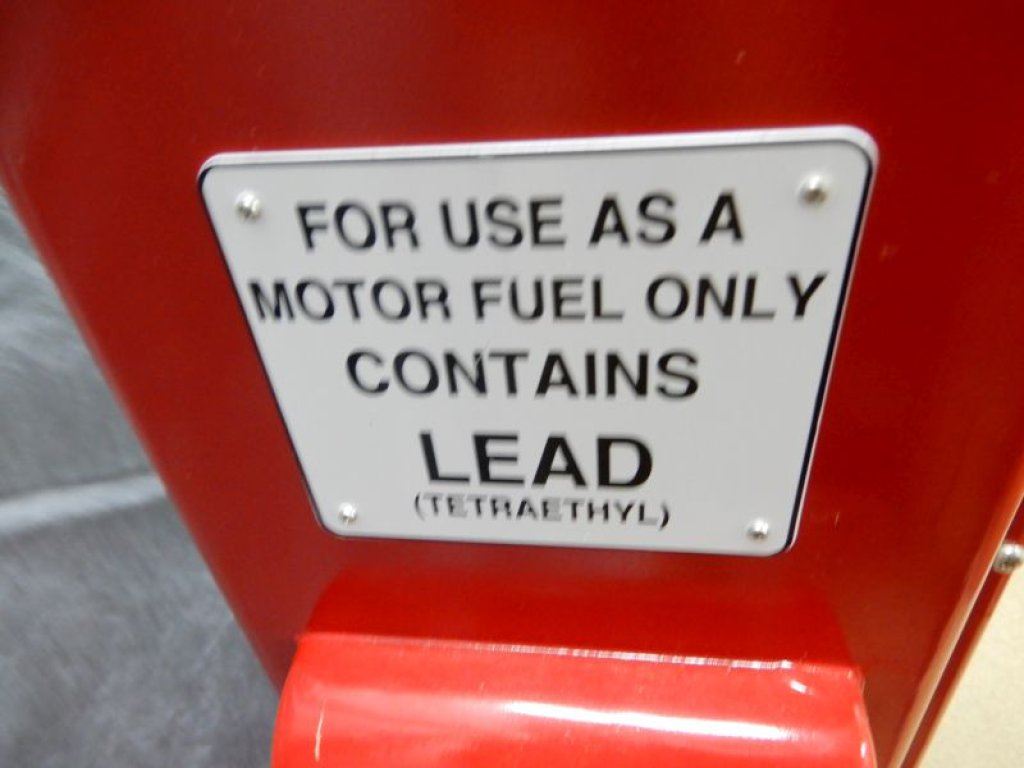 FOR USE AS A
MOTOR FUEL ONLY
CONTAINS
LEAD
(TETRAETHYL)